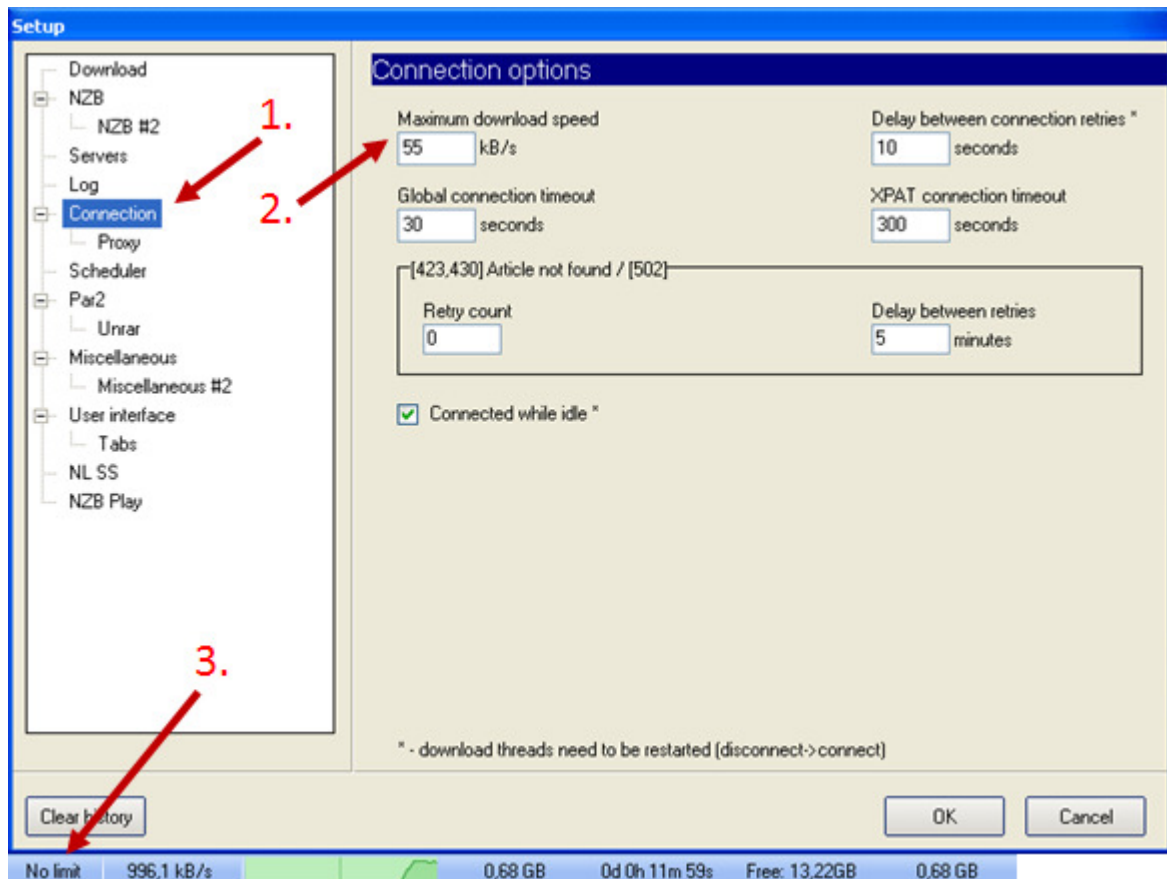 Setup
Download
NZB
NZB #2
Servers
Log
Connection
Proxy
Scheduler
Par2
Unrar
Miscellaneous
Miscellaneous #2
User interface
Tabs
NL SS
NZB Play
1.
2.
3.
Connection options
Maximum download speed
55 kB/s
Delay between connection retries *
10 seconds
Global connection timeout
30 seconds
XPAT connection timeout
300 seconds
[423,430] Article not found / [502]
Retry count
0
Delay between retries
5 minutes
Connected while idle *
* - download threads need to be restarted (disconnect->connect)
Clear history
OK
Cancel
No limit 996,1 kB/s 0,68 GB 0d 0h 11m 59s Free: 13,22GB 0,68 GB